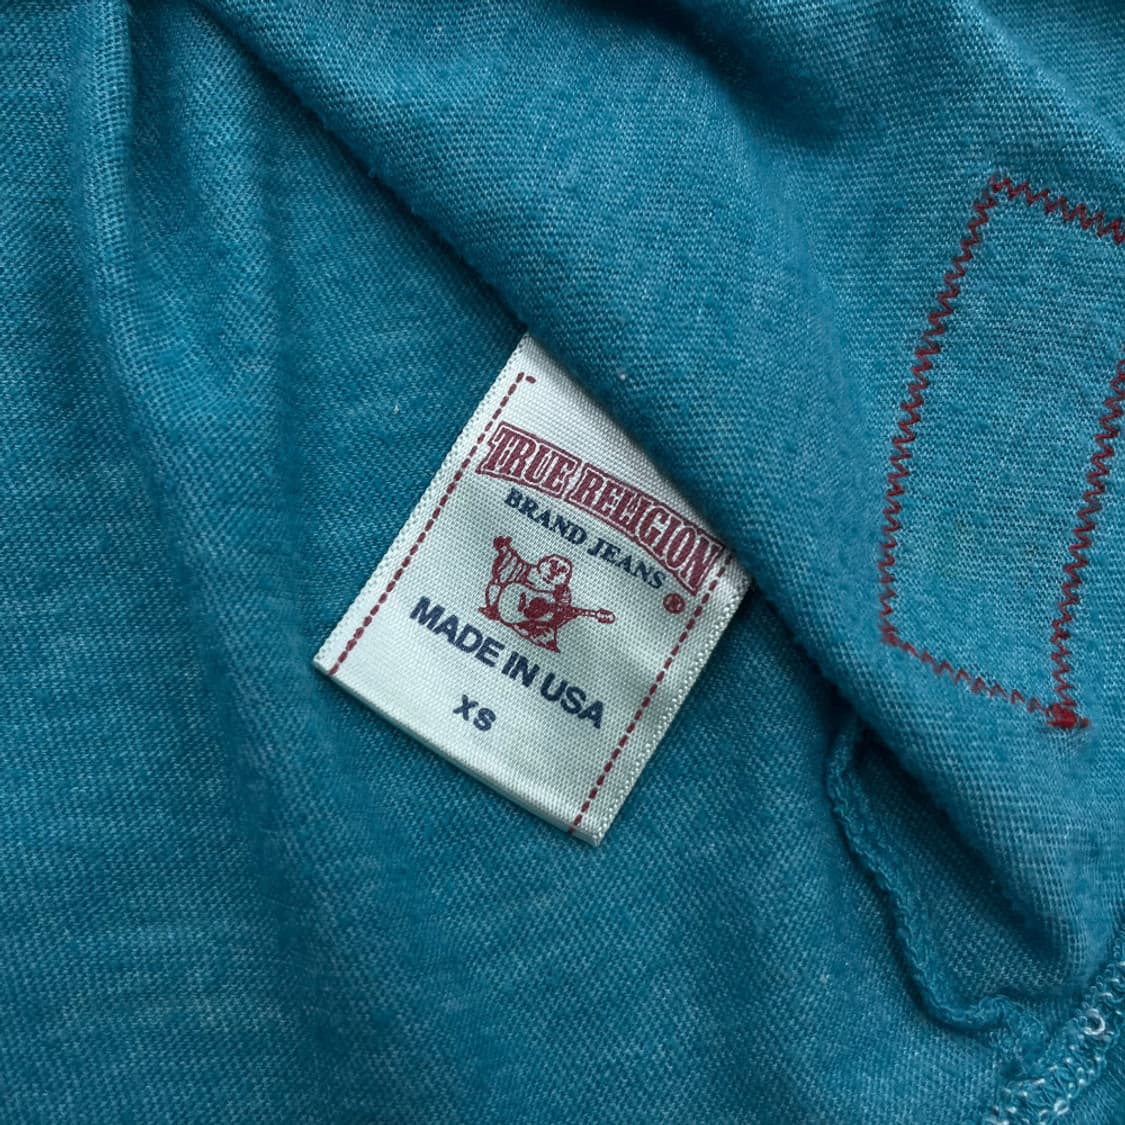 TRUE RELIGION
BRAND JEANS
®
MADE IN USA
XS